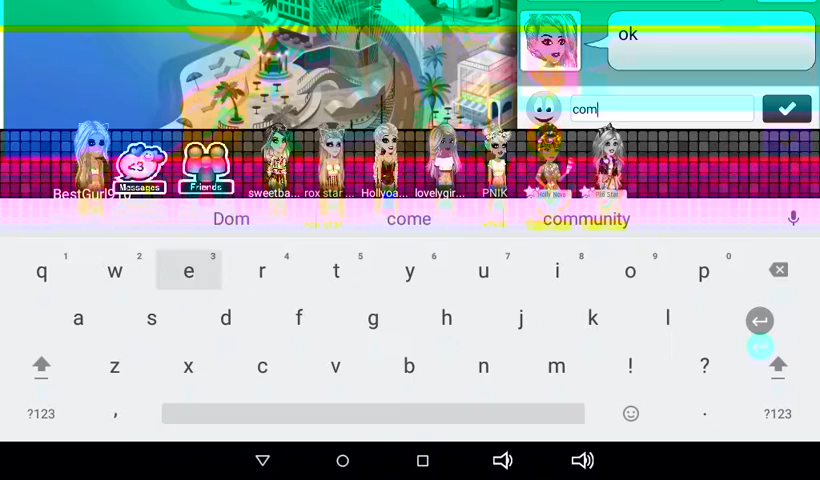 ok
com
<3
Messages
Friends
sweetba...
rox star ...
Hollyoa...
lovelygir...
PNIK
Dom
come
community
q 1 w 2 e 3 r 4 t 5 y 6 u 7 i 8 o 9 p 0
a s d f g h j k l
z x c v b n m ! ?
?123 , . ?123